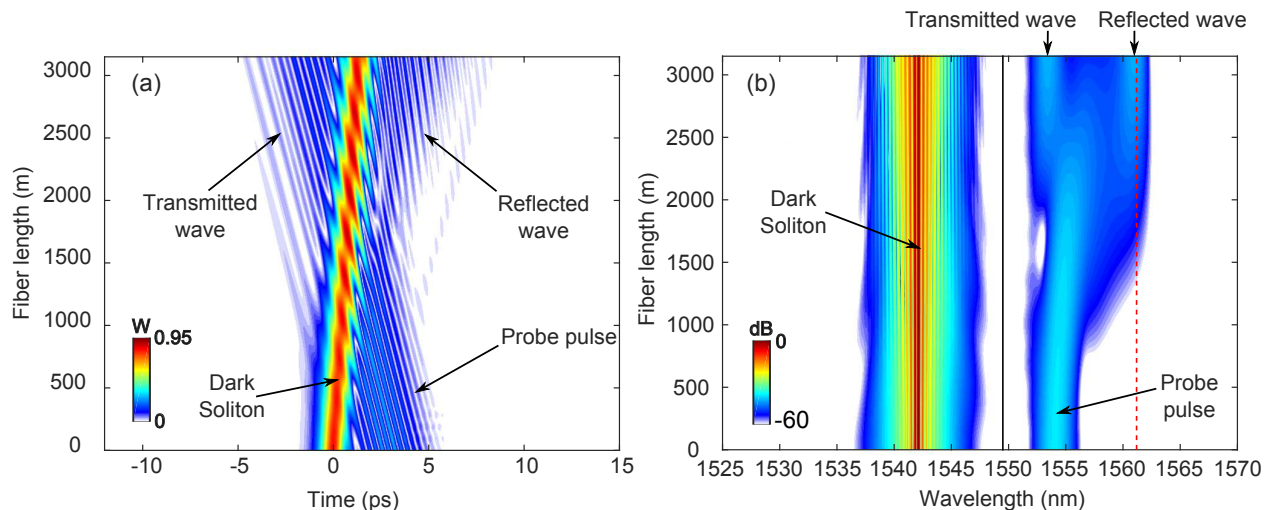 Transmitted wave Reflected wave
(a)
3000
2500
2000
1500
1000
500
0
Fiber length (m)
Transmitted
wave
Reflected
wave
W
0.95
0
Dark
Soliton
Probe pulse
-10 -5 0 5 10 15
Time (ps)
(b)
3000
2500
2000
1500
1000
500
0
Fiber length (m)
Dark
Soliton
dB
0
-60
Probe
pulse
1525 1530 1535 1540 1545 1550 1555 1560 1565 1570
Wavelength (nm)